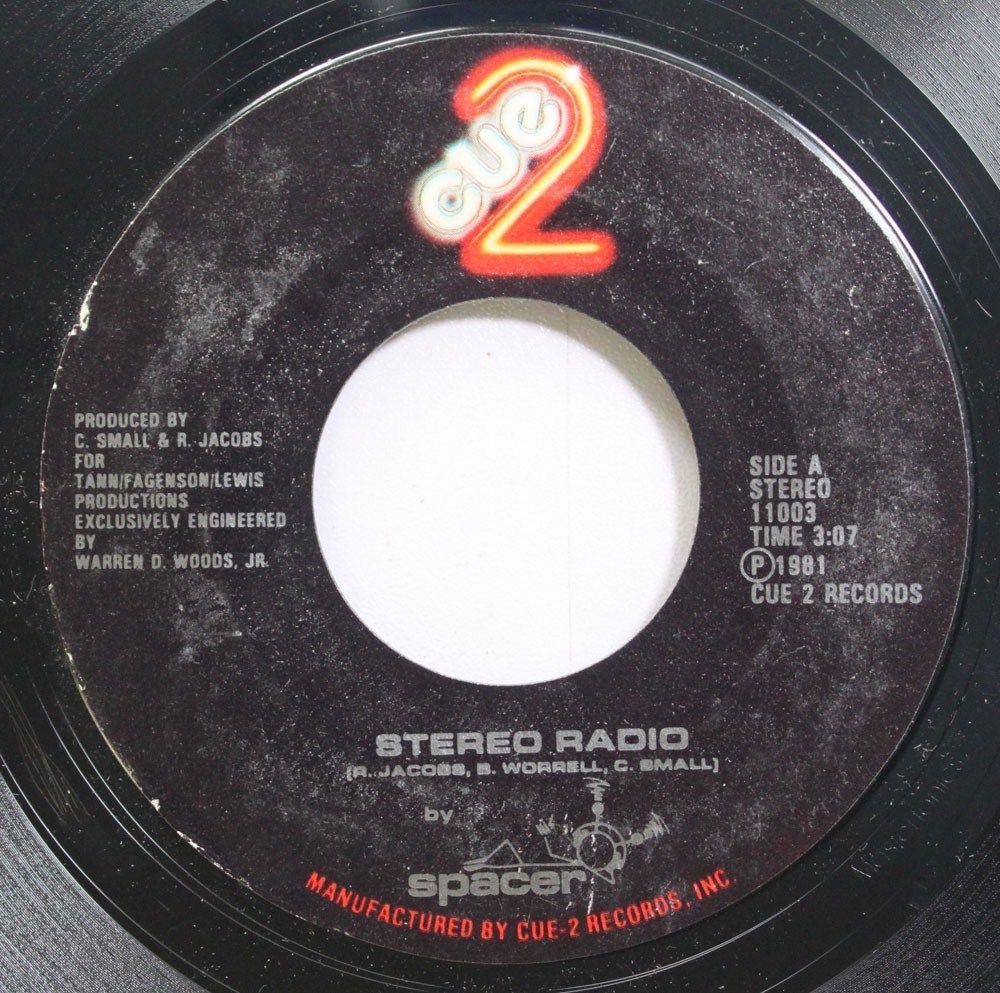 cue 2
PRODUCED BY
C. SMALL & R. JACOBS
FOR
TANN/FAGENSON/LEWIS
PRODUCTIONS
EXCLUSIVELY ENGINEERED
BY
WARREN D. WOODS, JR.
SIDE A
STEREO
11003
TIME 3:07
Ⓟ 1981
CUE 2 RECORDS
STEREO RADIO
(R. JACOBS, B. WORRELL, C. SMALL)
by
spacer
MANUFACTURED BY CUE-2 RECORDS, INC.